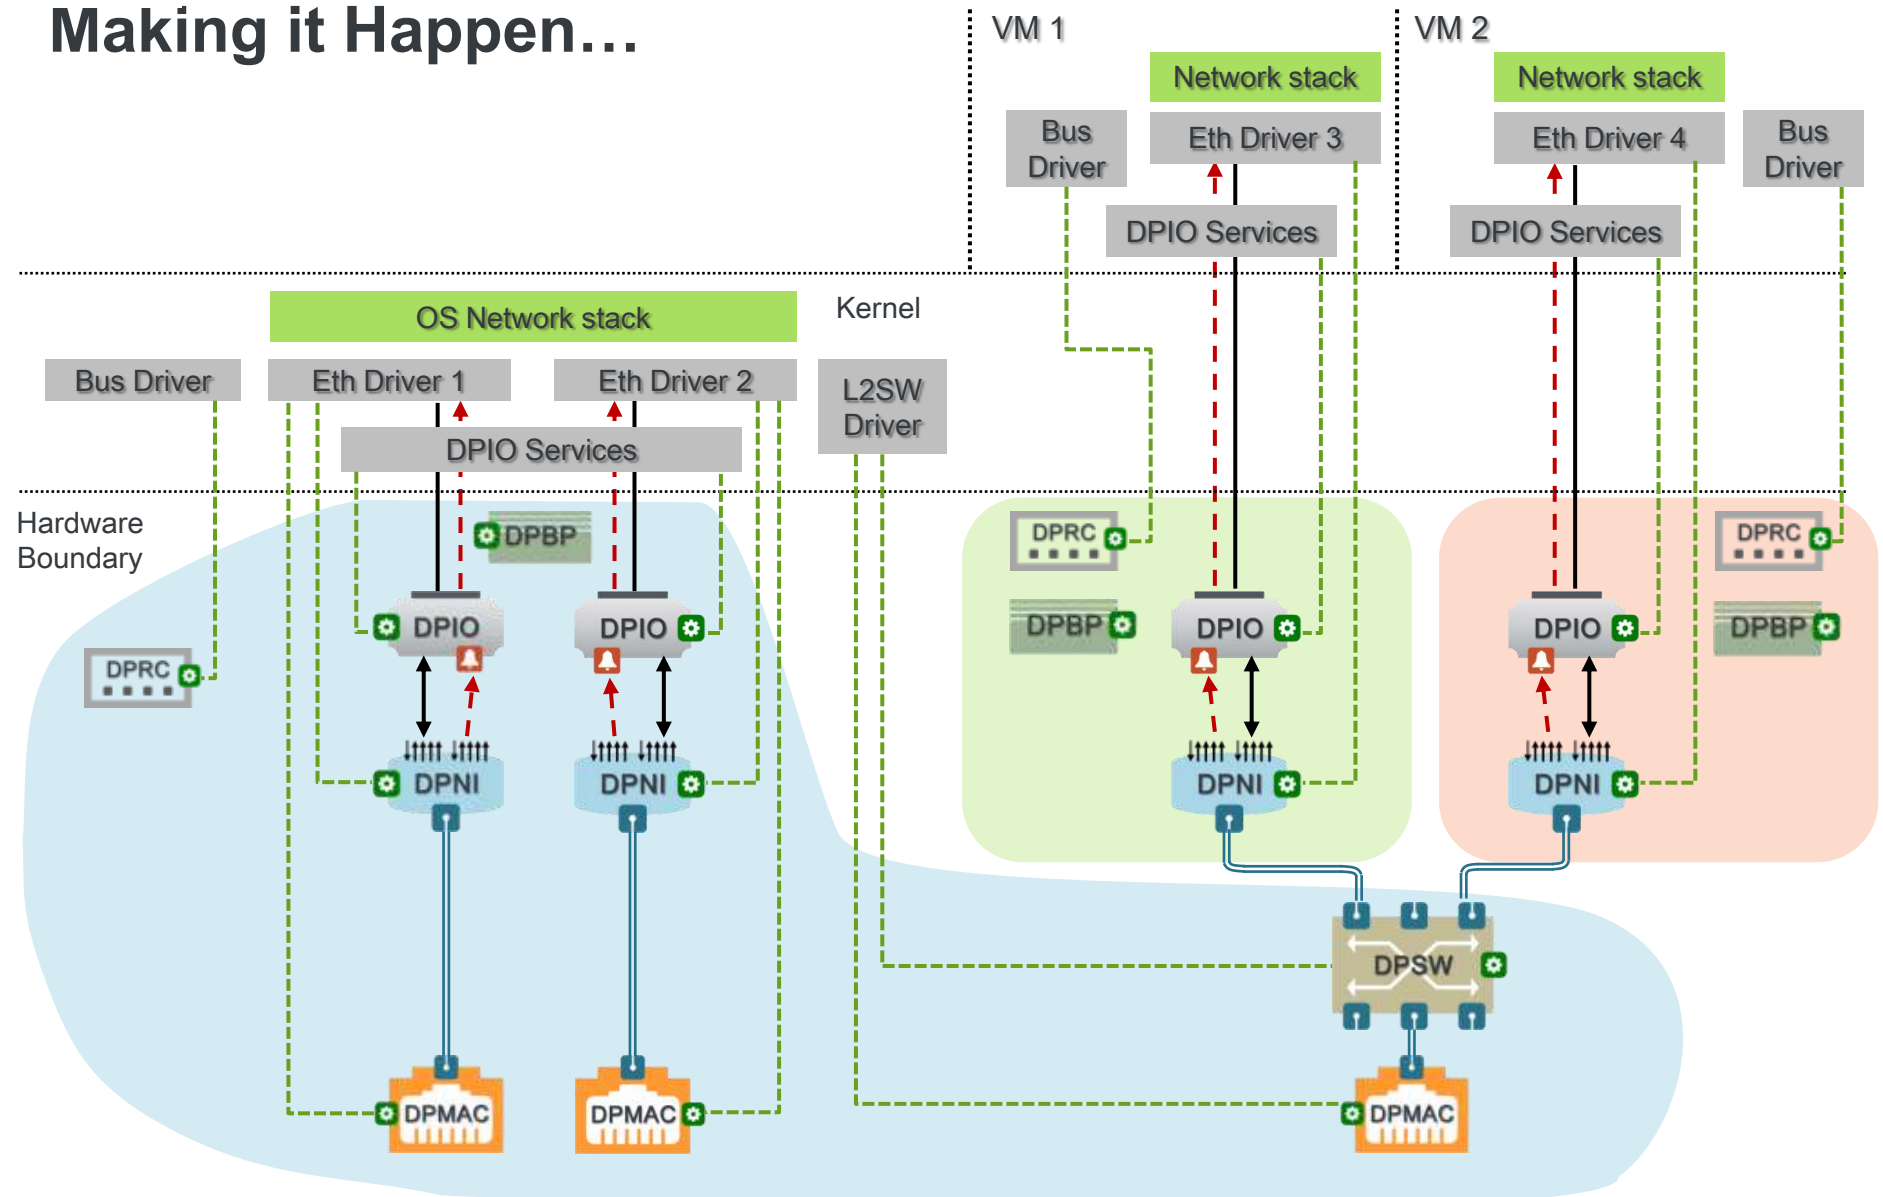 Making it Happen…
VM 1
VM 2
Network stack
Network stack
Bus
Driver
Eth Driver 3
Eth Driver 4
Bus
Driver
DPIO Services
DPIO Services
OS Network stack
Kernel
Bus Driver
Eth Driver 1
Eth Driver 2
L2SW
Driver
DPIO Services
Hardware
Boundary
DPBP
DPRC
DPRC
DPIO
DPIO
DPBP
DPIO
DPIO
DPBP
DPRC
DPNI
DPNI
DPNI
DPNI
DPSW
DPMAC
DPMAC
DPMAC